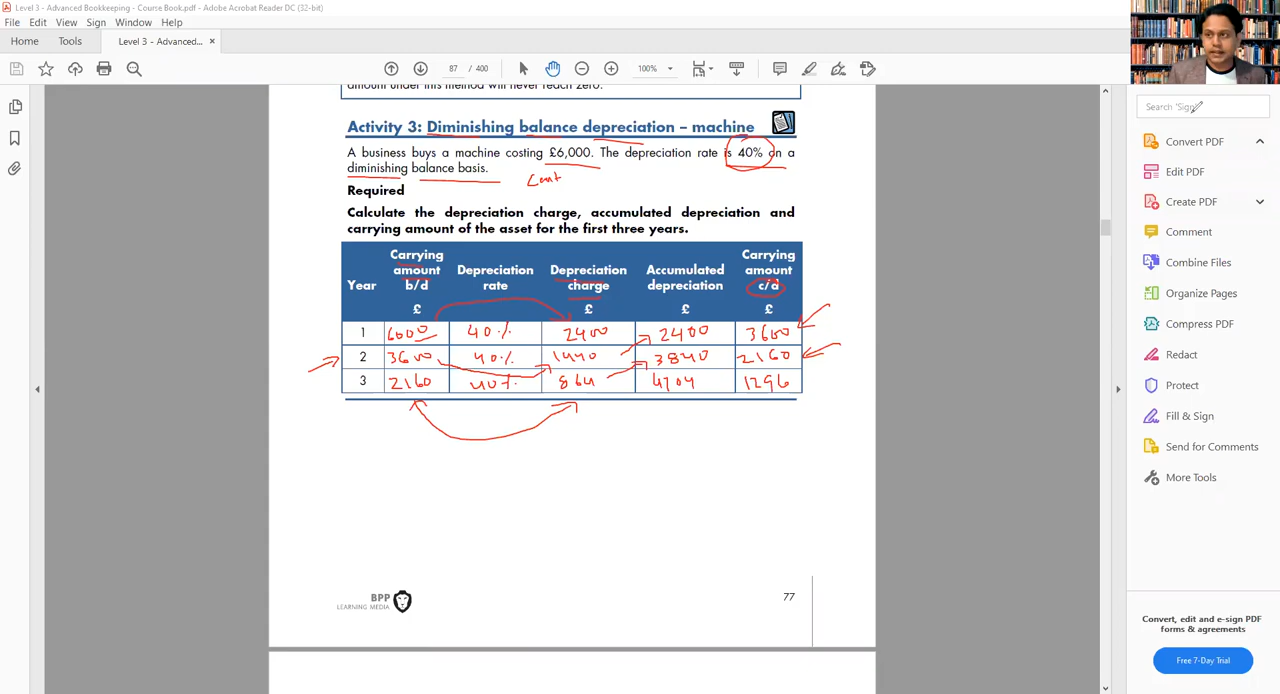 Level 3 - Advanced Bookkeeping - Course Book.pdf - Adobe Acrobat Reader DC (32-bit)
File Edit View Sign Window Help
Home Tools Level 3 - Advanced... ×
87 / 400 100%
amount under this method will never reach zero.
Activity 3: Diminishing balance depreciation – machine
A business buys a machine costing £6,000. The depreciation rate is 40% on a
diminishing balance basis.
Required
Calculate the depreciation charge, accumulated depreciation and
carrying amount of the asset for the first three years.
Year Carrying amount b/d Depreciation rate Depreciation charge Accumulated depreciation Carrying amount c/d
£ £ £ £
1 6000 40% 2400 2400 3600
2 3600 40% 1440 3840 2160
3 2160 40% 864 4704 1296
BPP
LEARNING MEDIA
77
Search 'Sign'
Convert PDF
Edit PDF
Create PDF
Comment
Combine Files
Organize Pages
Compress PDF
Redact
Protect
Fill & Sign
Send for Comments
More Tools
Convert, edit and e-sign PDF
forms & agreements
Free 7-Day Trial